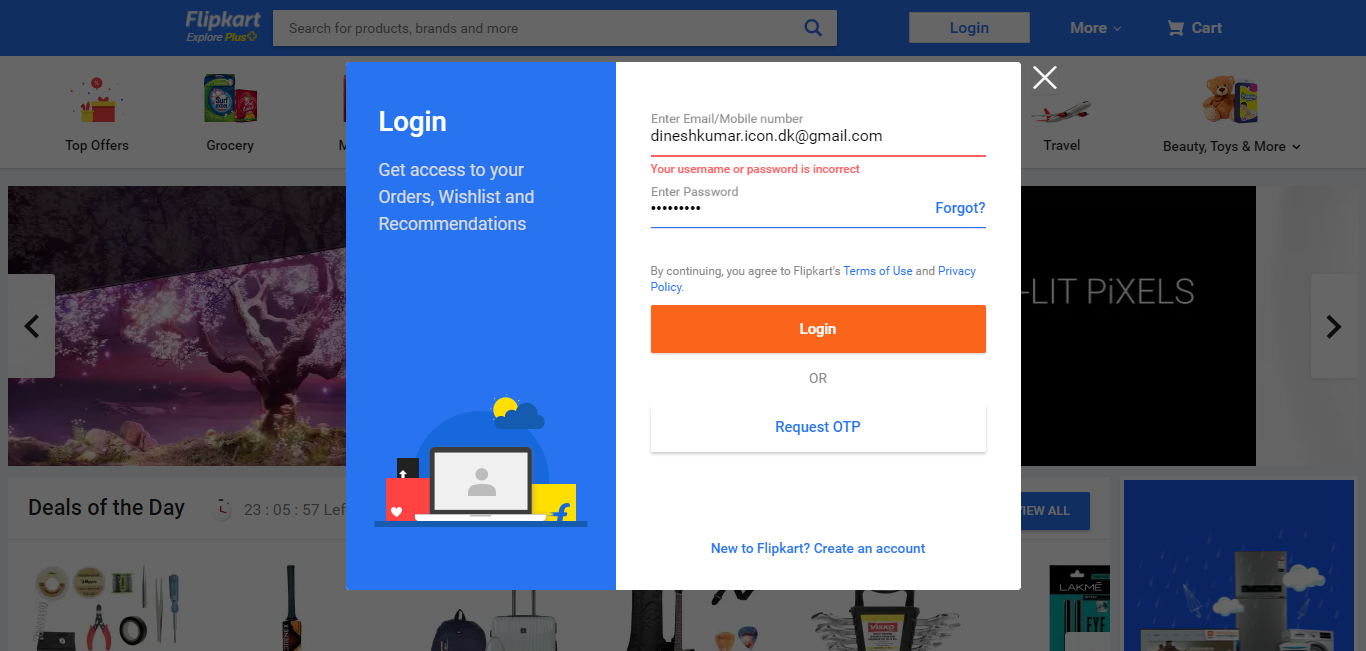 Flipkart
Explore Plus
Search for products, brands and more
Login
More
Cart
Top Offers
Grocery
M
Travel
Beauty, Toys & More
Login
Get access to your
Orders, Wishlist and
Recommendations
Enter Email/Mobile number
dineshkumar.icon.dk@gmail.com
Your username or password is incorrect
Enter Password
•••••••••
Forgot?
By continuing, you agree to Flipkart's Terms of Use and Privacy
Policy.
Login
OR
Request OTP
New to Flipkart? Create an account
-LIT PiXELS
Deals of the Day
23 : 05 : 57 Lef
VIEW ALL
LAKMÉ
EYE
VISKO